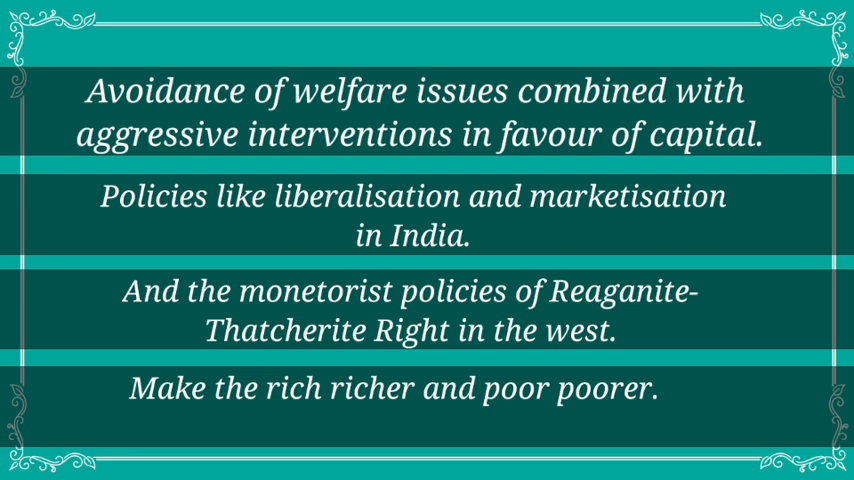 Avoidance of welfare issues combined with
aggressive interventions in favour of capital.
Policies like liberalisation and marketisation
in India.
And the monetorist policies of Reaganite-
Thatcherite Right in the west.
Make the rich richer and poor poorer.